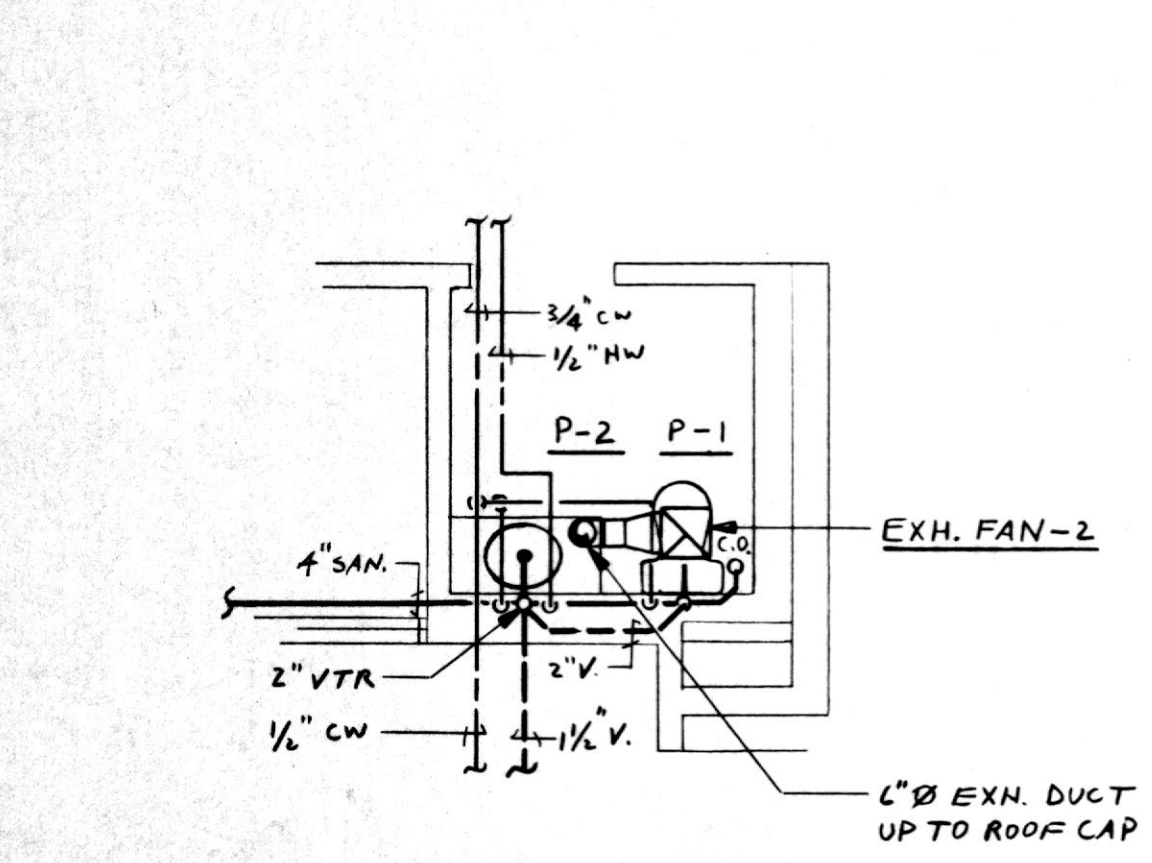 3/4" CW
1/2" HW
P-2
P-1
EXH. FAN-2
C.O.
4" SAN.
2" V.
2" VTR
1/2" CW
1 1/2" V.
6"Ø EXH. DUCT
UP TO ROOF CAP